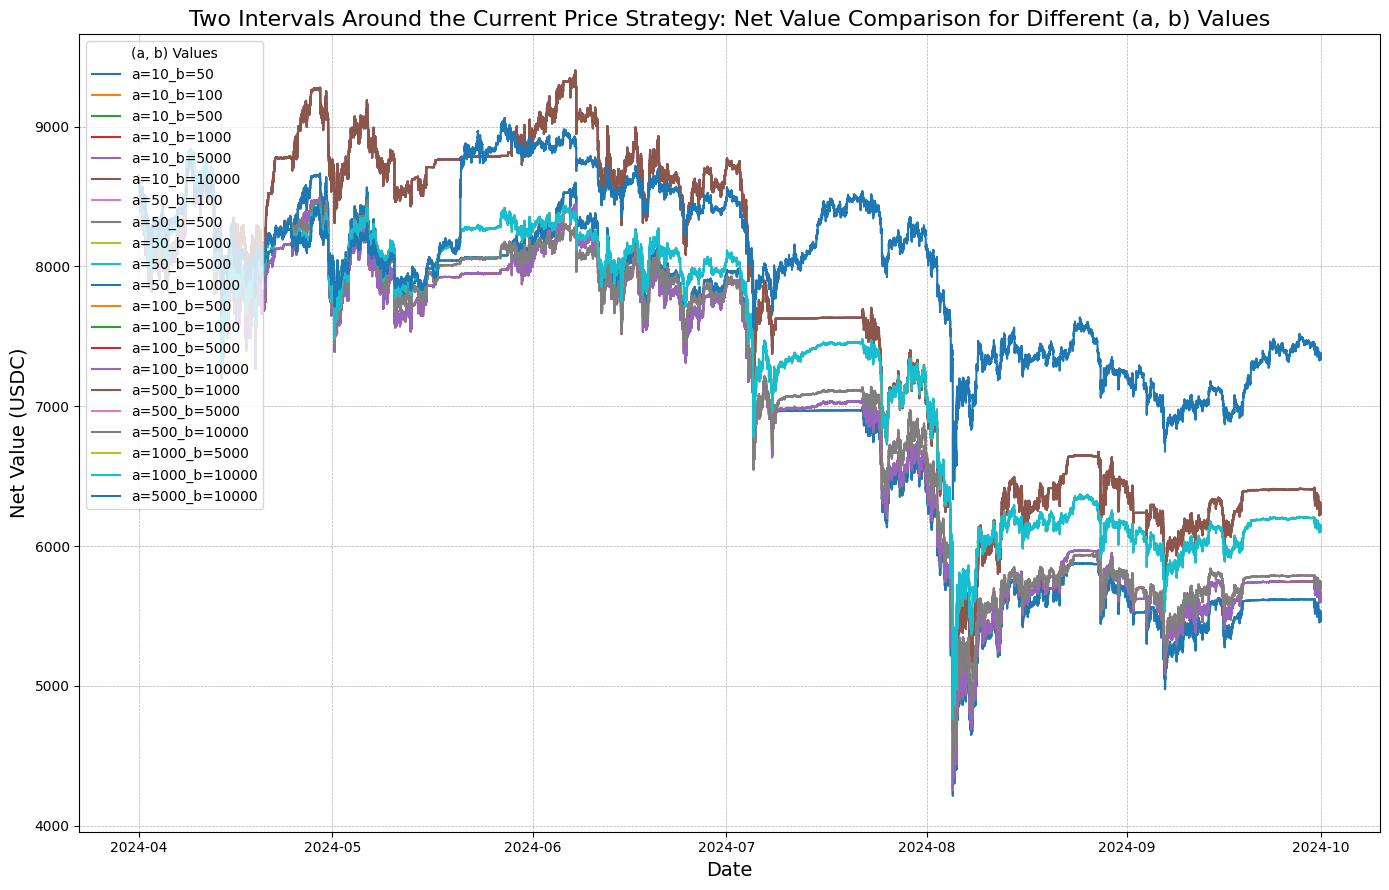 Two Intervals Around the Current Price Strategy: Net Value Comparison for Different (a, b) Values
(a, b) Values
a=10_b=50
a=10_b=100
a=10_b=500
a=10_b=1000
a=10_b=5000
a=10_b=10000
a=50_b=100
a=50_b=500
a=50_b=1000
a=50_b=5000
a=50_b=10000
a=100_b=500
a=100_b=1000
a=100_b=5000
a=100_b=10000
a=500_b=1000
a=500_b=5000
a=500_b=10000
a=1000_b=5000
a=1000_b=10000
a=5000_b=10000
Net Value (USDC)
9000
8000
7000
6000
5000
4000
2024-04
2024-05
2024-06
2024-07
2024-08
2024-09
2024-10
Date